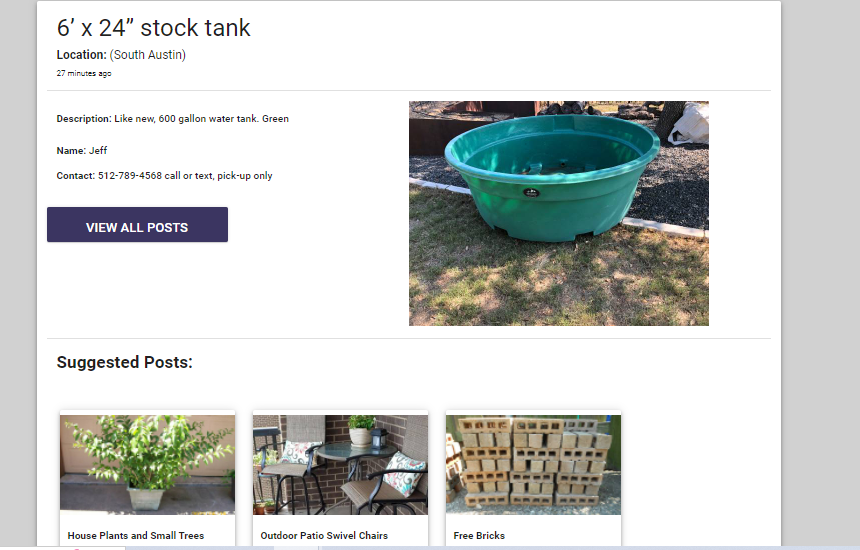 6’ x 24” stock tank
Location: (South Austin)
27 minutes ago
Description: Like new, 600 gallon water tank. Green
Name: Jeff
Contact: 512-789-4568 call or text, pick-up only
VIEW ALL POSTS
Suggested Posts:
House Plants and Small Trees
Outdoor Patio Swivel Chairs
Free Bricks